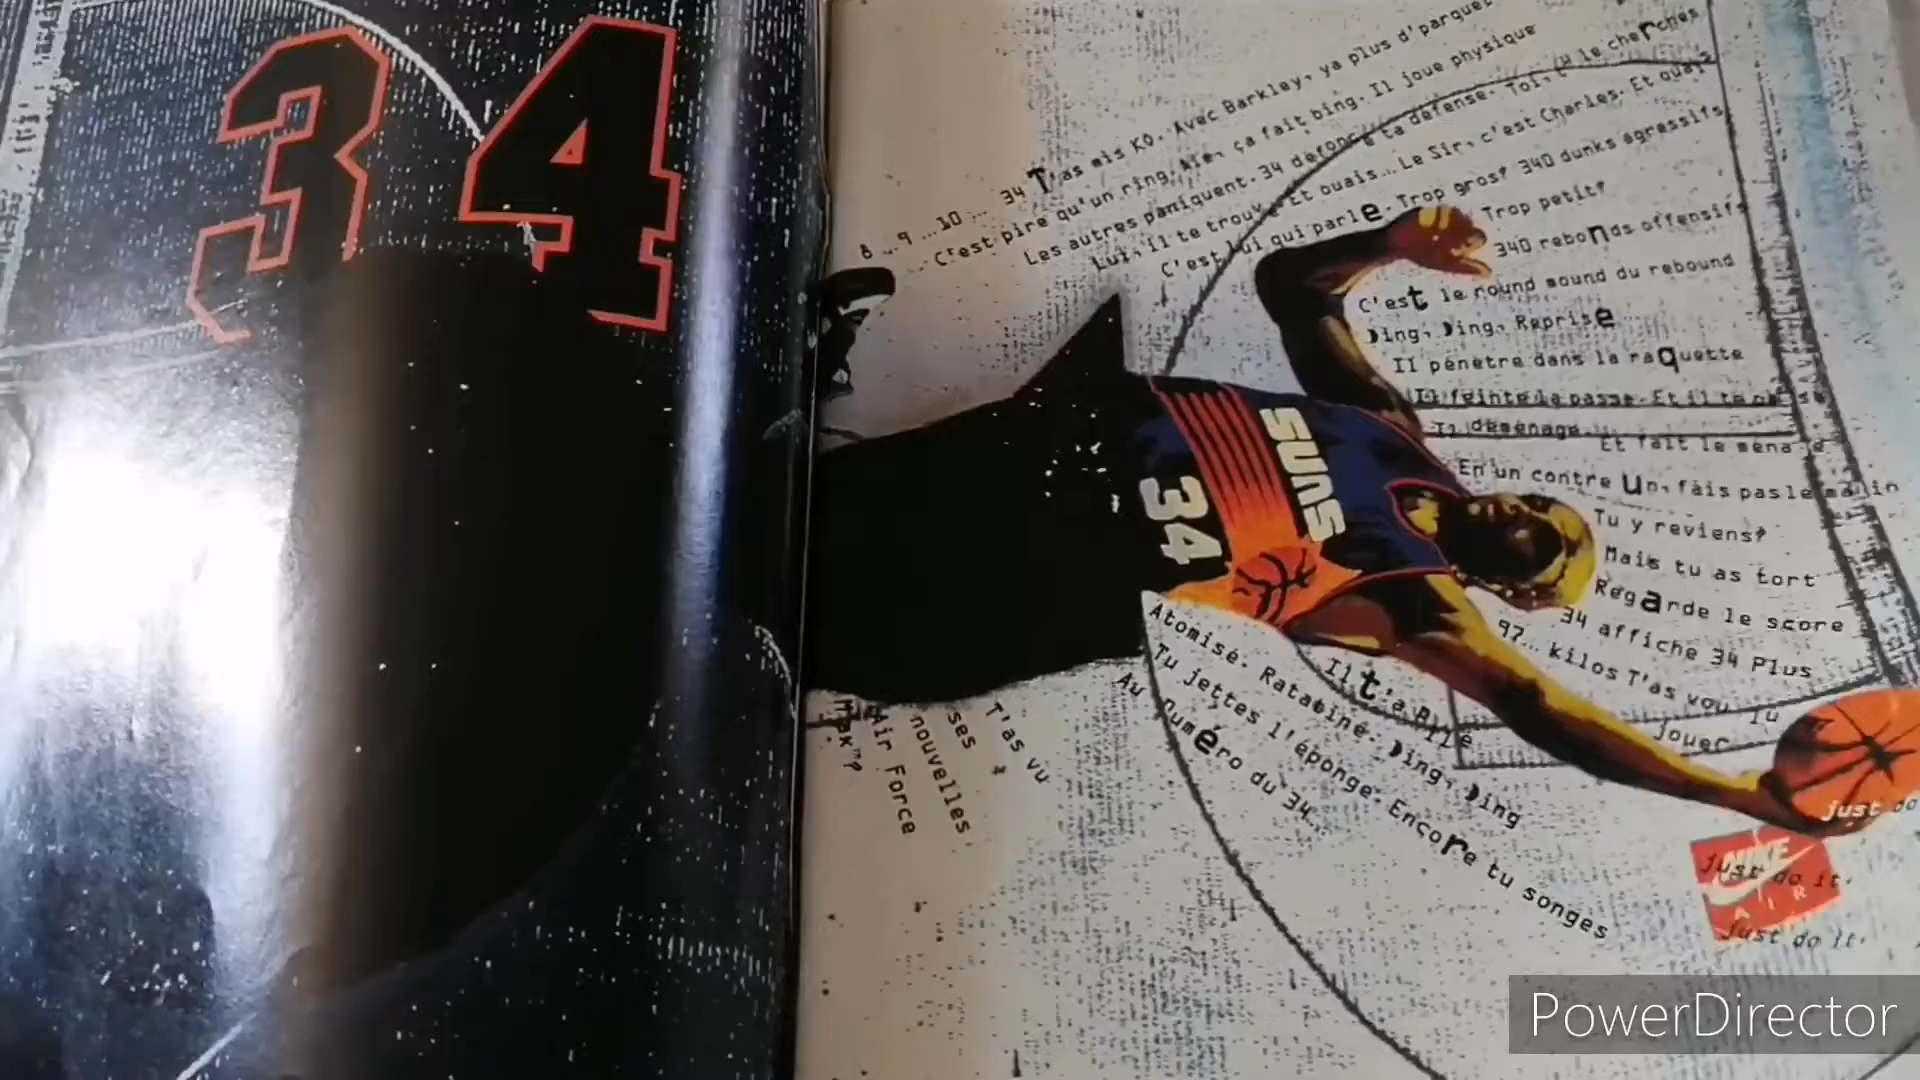 34
8 ...9 ...10 ... 34 T'as mis KO. Avec Barkley, ya plus d'parquet
C'est pire qu'un ring. Aïe, ça fait bing. Il joue physique
Les autres paniquent. 34 défonce ta défense. Toi, tu le cherches
Lui, il te trouve Et ouais... Le Sir, c'est Charles. Et ouais
C'est lui qui parle. Trop gros? 340 dunks agressifs
Trop petit?
340 rebonds offensifs
C'est le round mound du rebound
Ding, Ding, Reprise
Il pénètre dans la raquette
Il feinte la passe. Et il
Il déménage. Et fait le ménage
En un contre un, fais pas le malin
Tu y reviens?
Mais tu as tort
Regarde le score
34 affiche 34 Plus
97... kilos T'as voulu
jouer
Il t'a
Atomisé. Ratatiné. Ding, Ding
Tu jettes l'éponge. Encore tu songes
Au numéro du 34...
T'as vu
ses
nouvelles
Air Force
Max"?
SUNS
34
just do
NIKE
AIR
just do it.
just do it.
PowerDirector